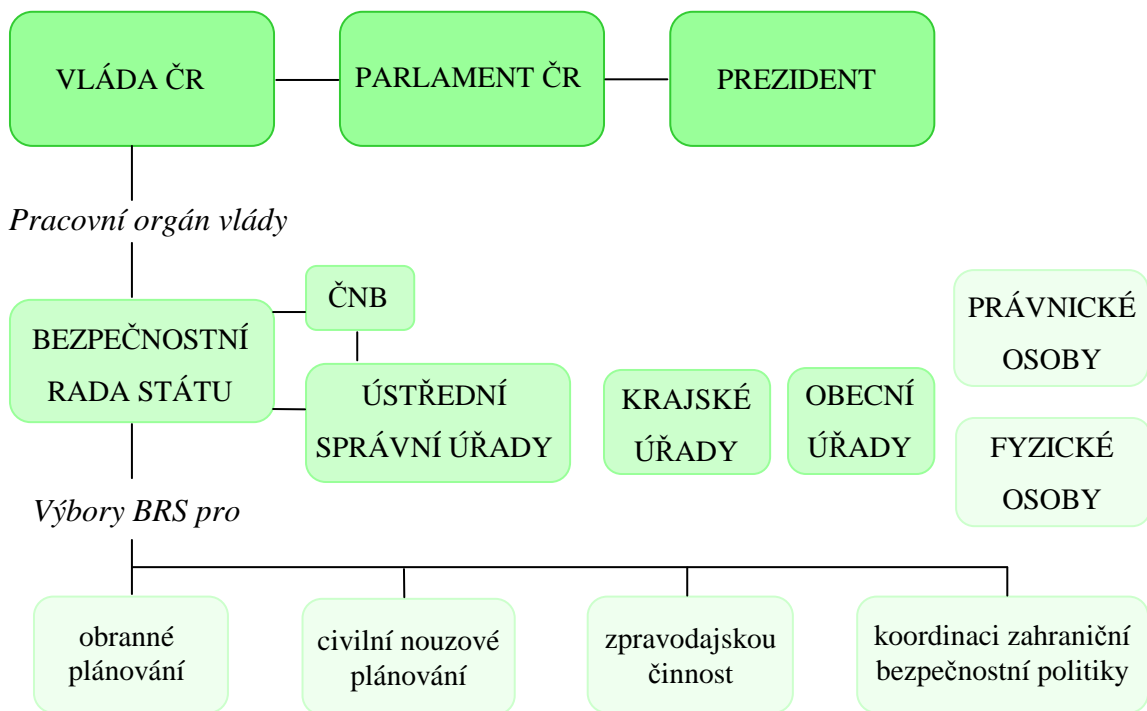 VLÁDA ČR
PARLAMENT ČR
PREZIDENT
Pracovní orgán vlády
BEZPEČNOSTNÍ
RADA STÁTU
ČNB
ÚSTŘEDNÍ
SPRÁVNÍ ÚŘADY
KRAJSKÉ
ÚŘADY
OBECNÍ
ÚŘADY
PRÁVNICKÉ
OSOBY
FYZICKÉ
OSOBY
Výbory BRS pro
obranné
plánování
civilní nouzové
plánování
zpravodajskou
činnost
koordinaci zahraniční
bezpečnostní politiky